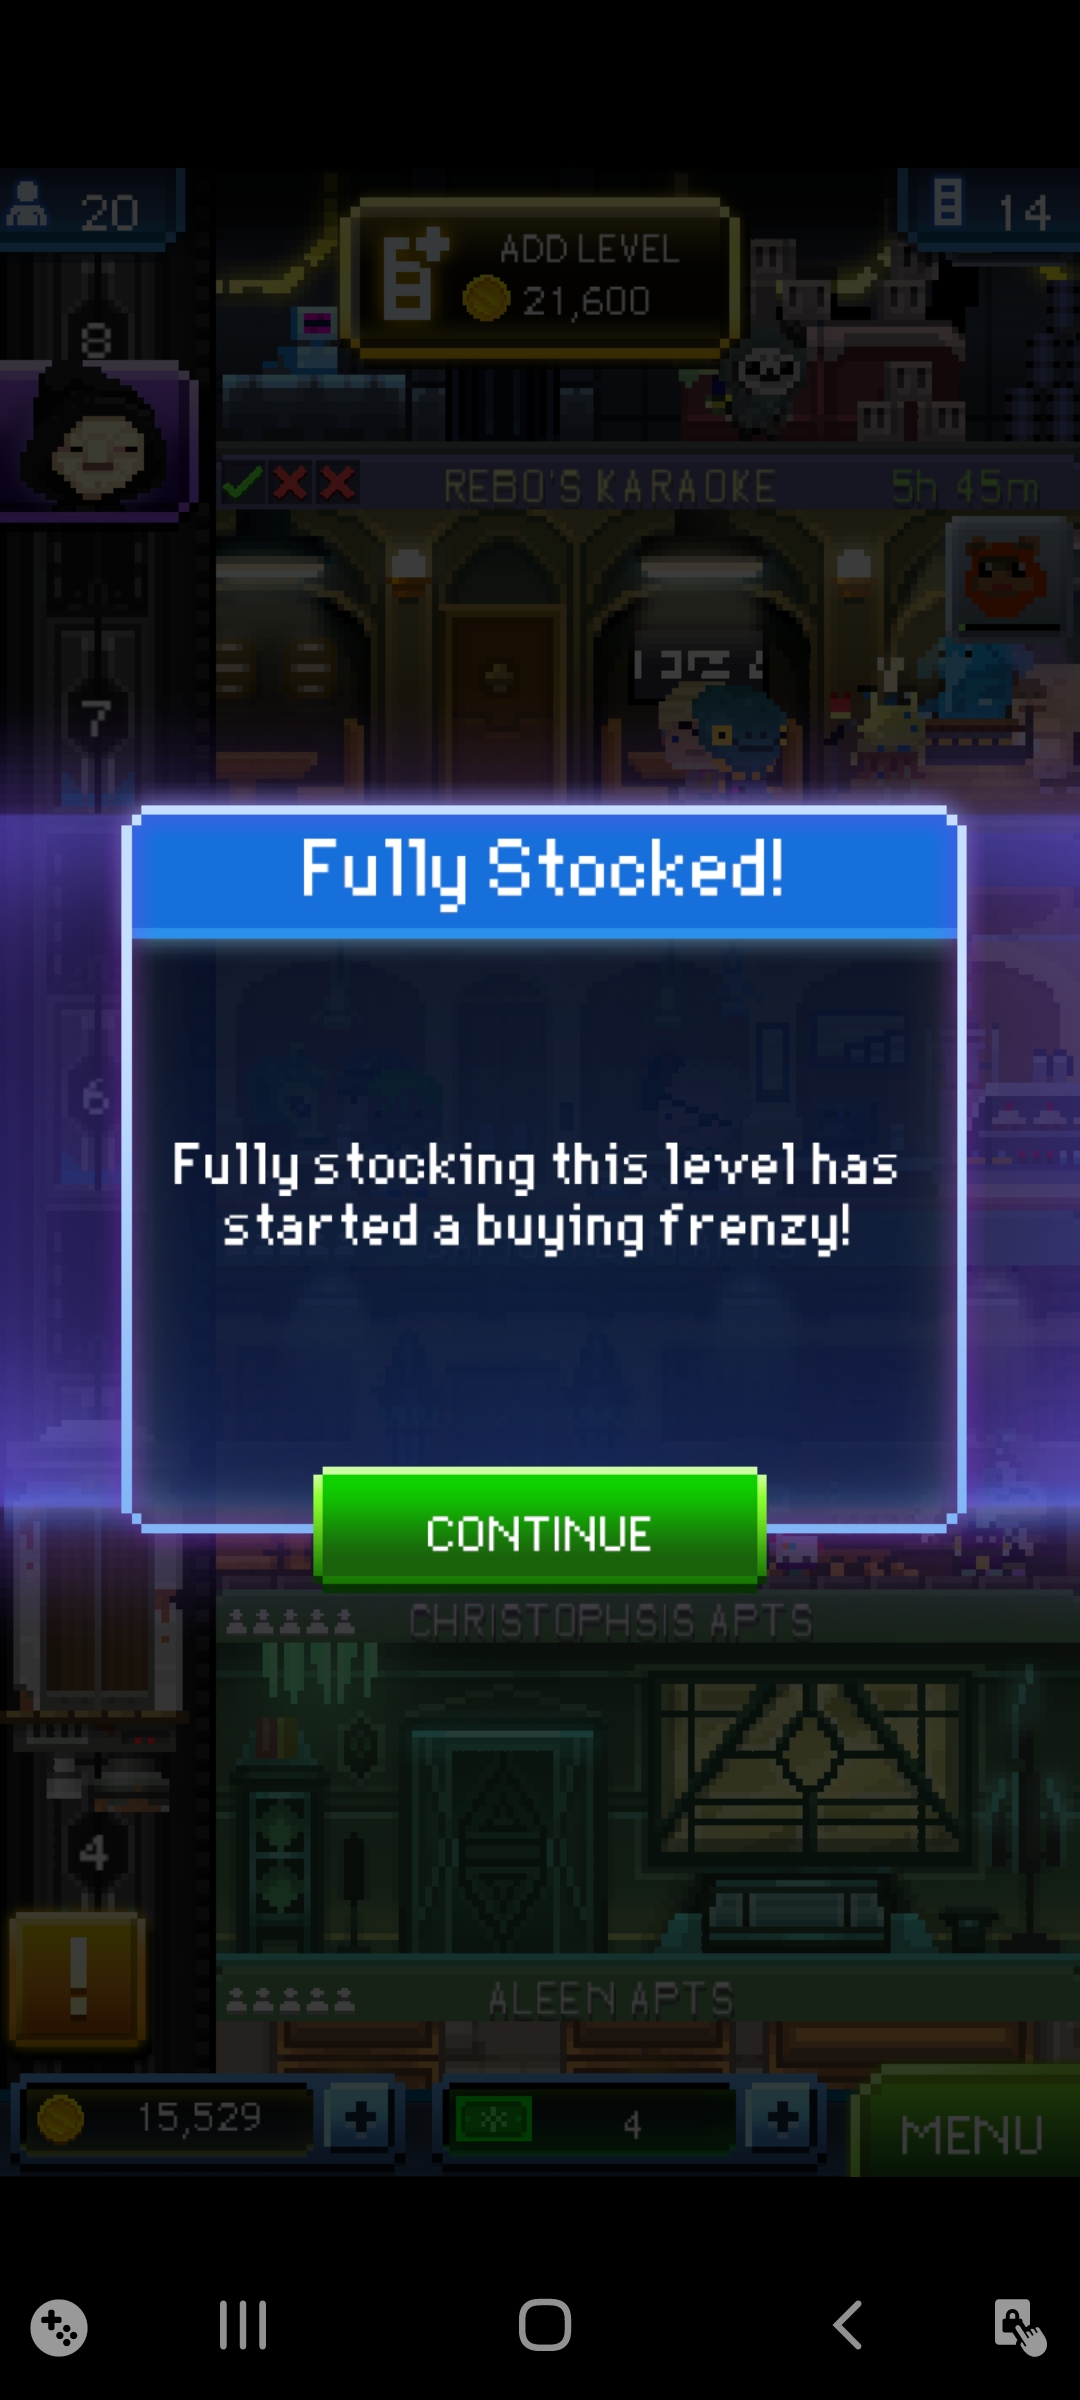 20
14
ADD LEVEL
21,600
8
REBO'S KARAOKE
5h 45m
7
Fully Stocked!
6
Fully stocking this level has
started a buying frenzy!
CONTINUE
CHRISTOPHSIS APTS
4
!
ALEEN APTS
15,529
+
4
+
MENU